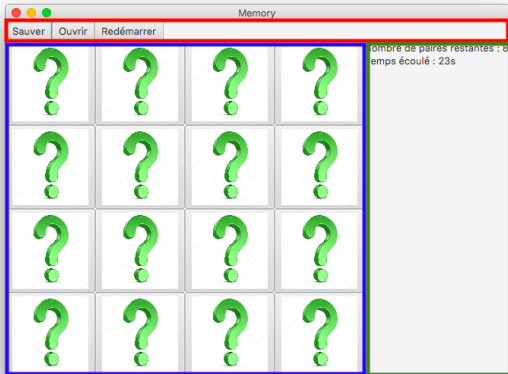 Memory
Sauver Ouvrir Redémarrer
ombre de paires restantes : 8
emps écoulé : 23s